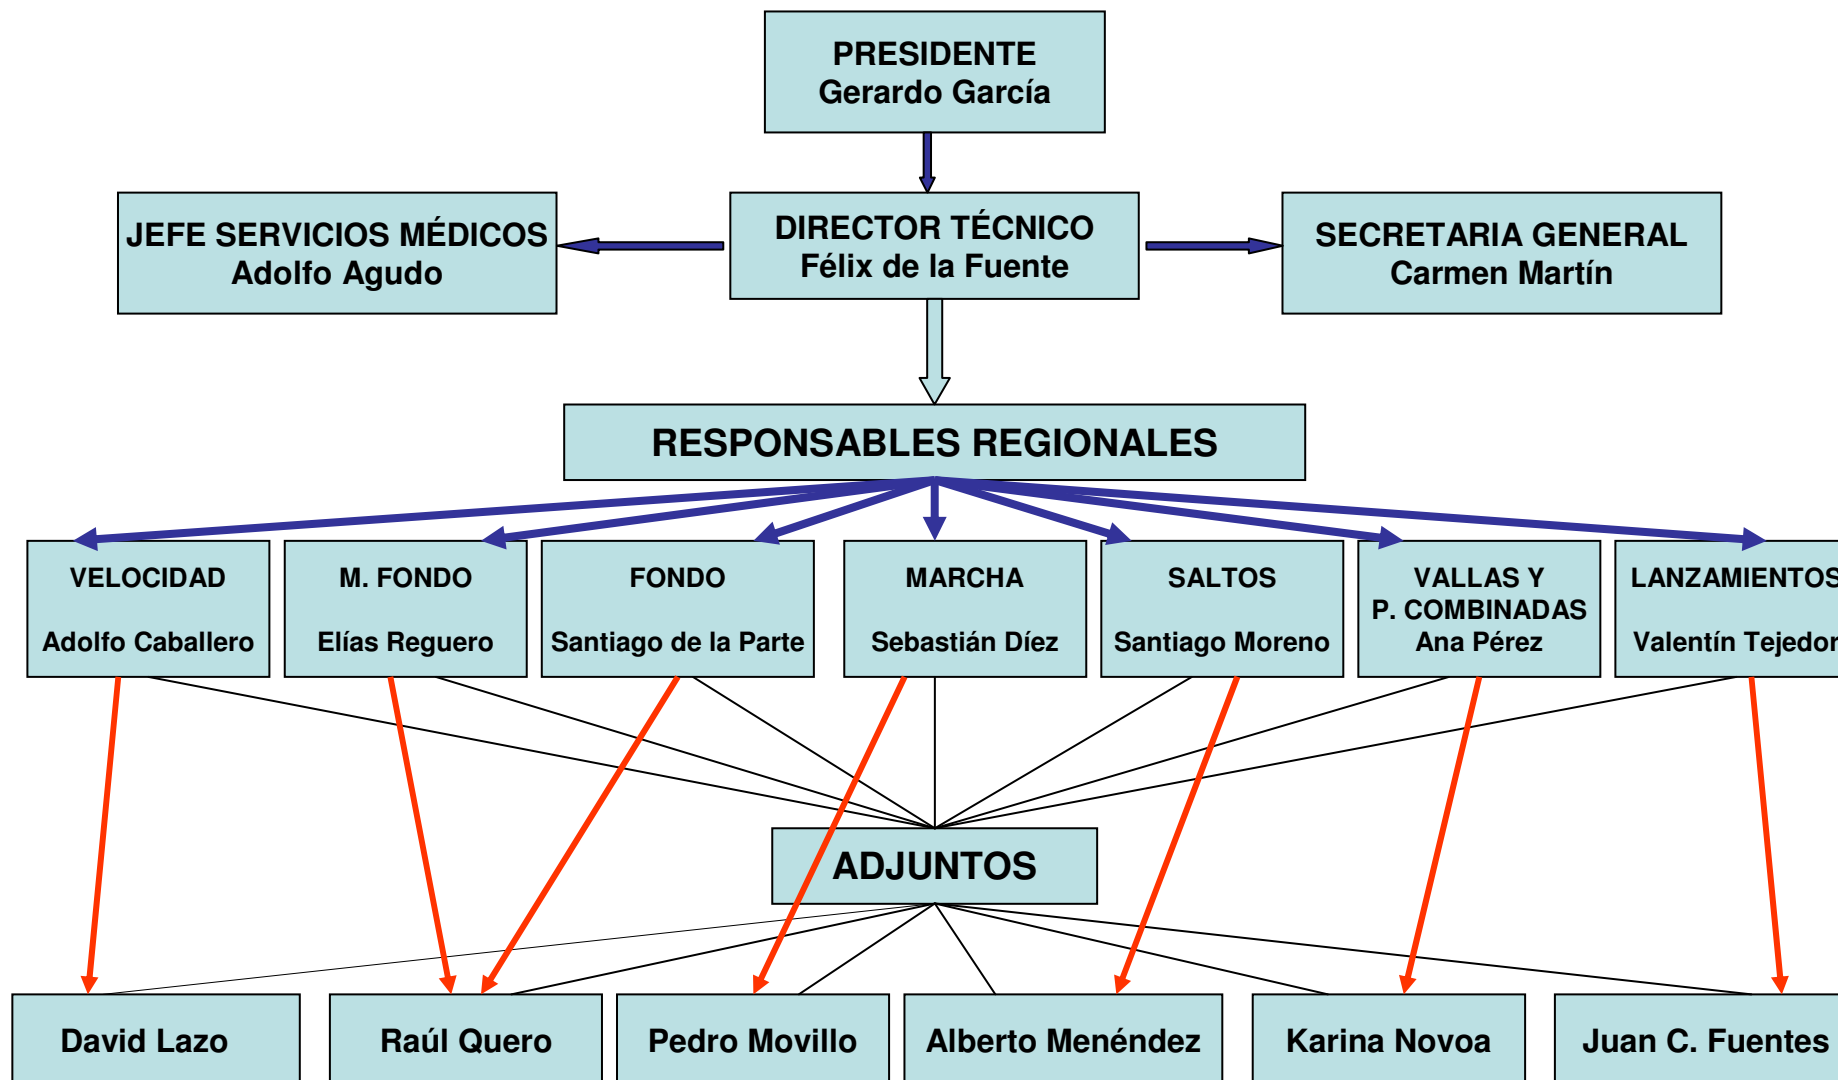 PRESIDENTE
Gerardo García
JEFE SERVICIOS MÉDICOS
Adolfo Agudo
DIRECTOR TÉCNICO
Félix de la Fuente
SECRETARIA GENERAL
Carmen Martín
RESPONSABLES REGIONALES
VELOCIDAD
Adolfo Caballero
M. FONDO
Elías Reguero
FONDO
Santiago de la Parte
MARCHA
Sebastián Díez
SALTOS
Santiago Moreno
VALLAS Y
P. COMBINADAS
Ana Pérez
LANZAMIENTOS
Valentín Tejedor
ADJUNTOS
David Lazo
Raúl Quero
Pedro Movillo
Alberto Menéndez
Karina Novoa
Juan C. Fuentes